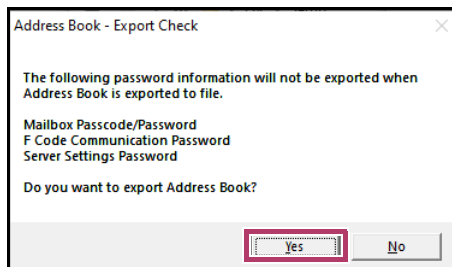 Address Book - Export Check
The following password information will not be exported when
Address Book is exported to file.
Mailbox Passcode/Password
F Code Communication Password
Server Settings Password
Do you want to export Address Book?
Yes
No